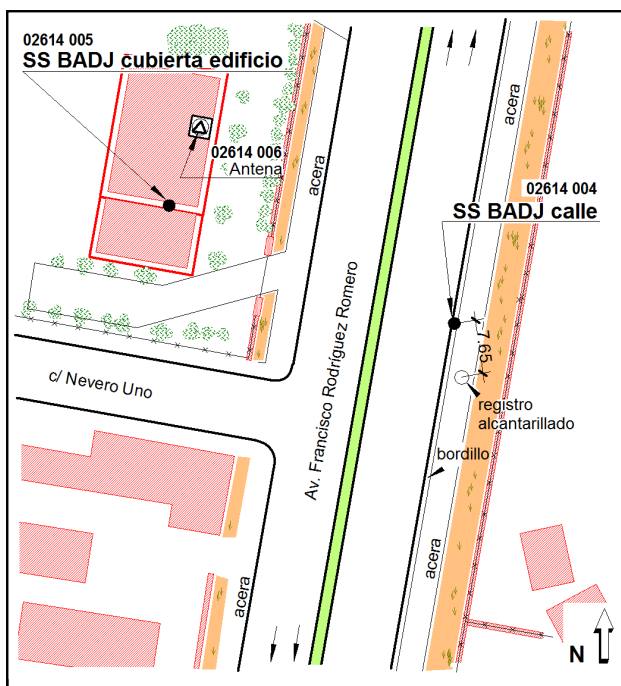 02614 005
SS BADJ cubierta edificio
02614 006
Antena
acera
acera
02614 004
SS BADJ calle
7,65
registro
alcantarillado
bordillo
c/ Nevero Uno
Av. Francisco Rodríguez Romero
acera
acera
N